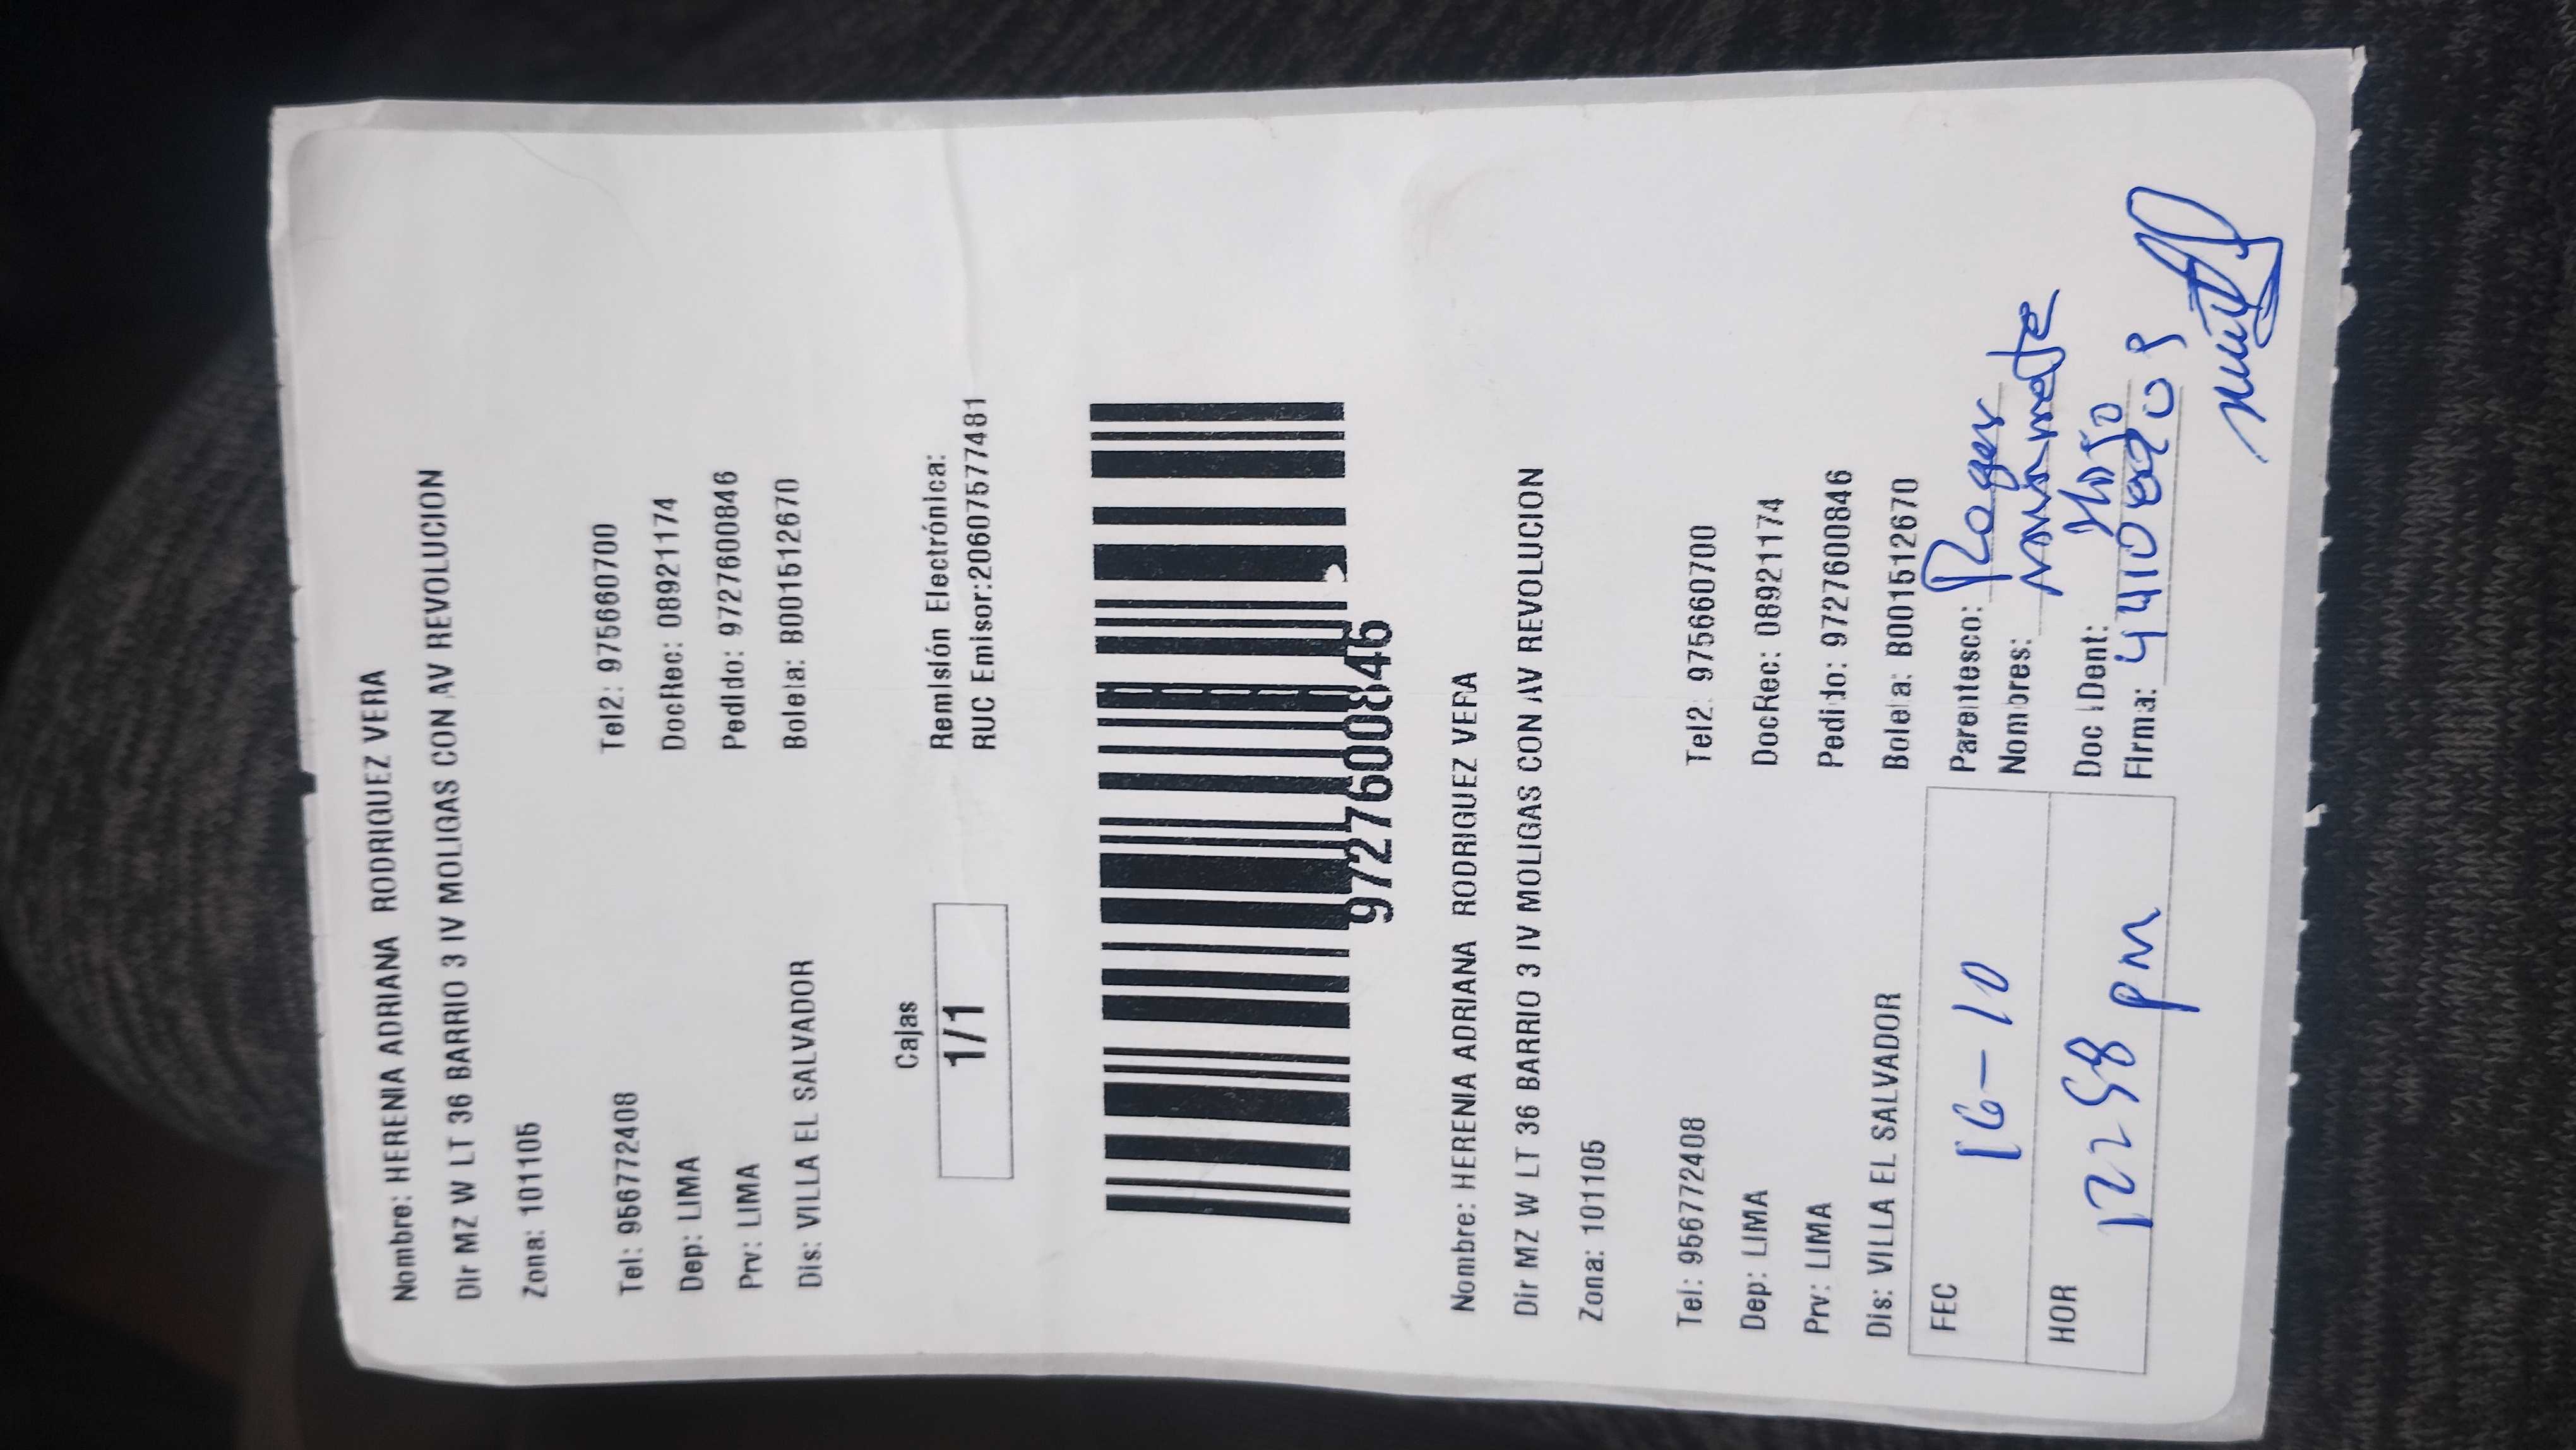 Nombre: HERENIA ADRIANA RODRIGUEZ VERA
Dir MZ W LT 36 BARRIO 3 IV MOLIGAS CON AV REVOLUCION
Zona: 101105
Tel: 956772408 Tel2: 975660700
Dep: LIMA DocRec: 08921174
Prv: LIMA Pedido: 9727600846
Dis: VILLA EL SALVADOR Boleta: B001512670
Cajas
1/1
Remisión Electrónica:
RUC Emisor:20607577481
9727600846
Nombre: HERENIA ADRIANA RODRIGUEZ VERA
Dir MZ W LT 36 BARRIO 3 IV MOLIGAS CON AV REVOLUCION
Zona: 101105
Tel: 956772408 Tel2: 975660700
Dep: LIMA DocRec: 08921174
Prv: LIMA Pedido: 9727600846
Dis: VILLA EL SALVADOR Boleta: B001512670
FEC 16-10
HOR 12 58 pm
Parentesco: Roger
Nombres:
Doc IDent: Hijo
Firma: